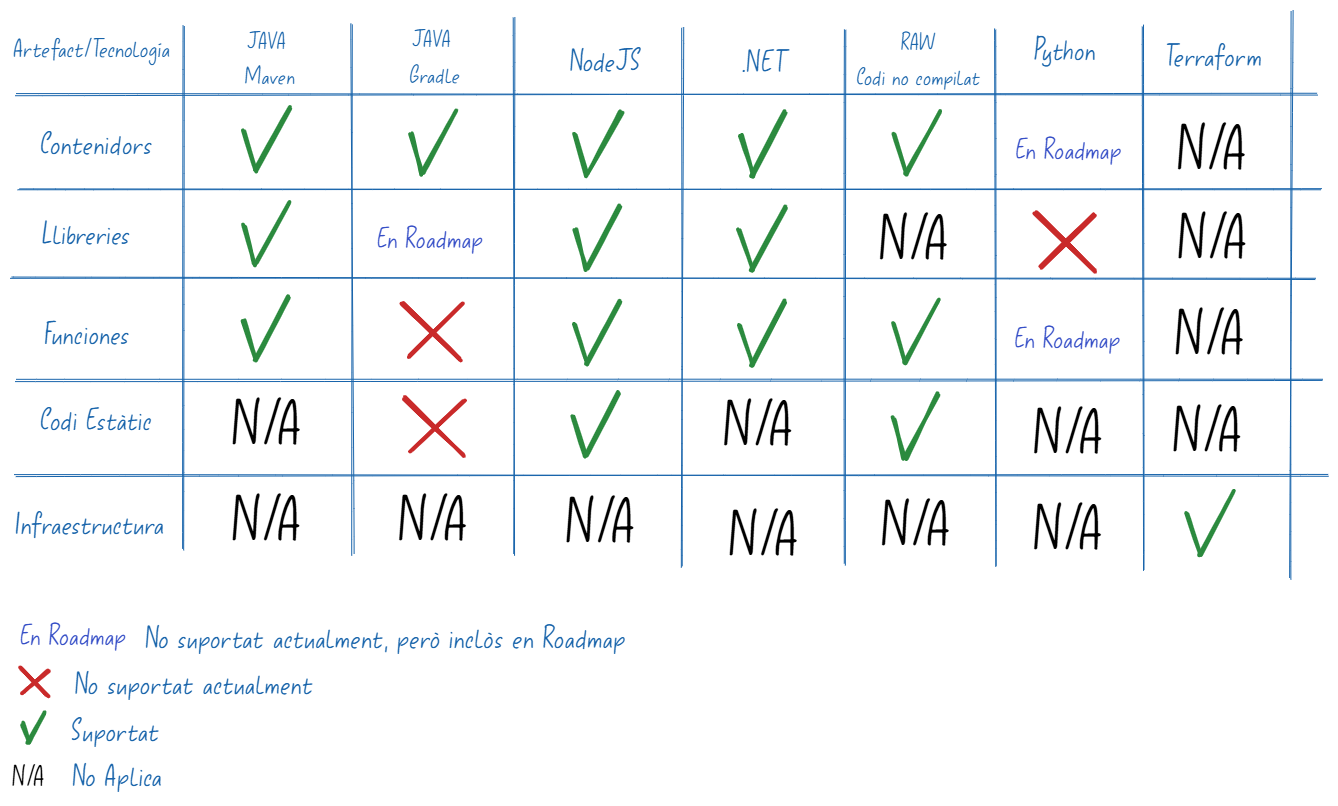 Artefact/Tecnologia JAVA Maven JAVA Gradle NodeJS .NET RAW Codi no compilat Python Terraform
Contenidors En Roadmap N/A
Llibreries En Roadmap N/A N/A
Funciones En Roadmap N/A
Codi Estàtic N/A N/A N/A N/A
Infraestructura N/A N/A N/A N/A N/A N/A
En Roadmap No suportat actualment, però inclòs en Roadmap
No suportat actualment
Suportat
N/A No Aplica